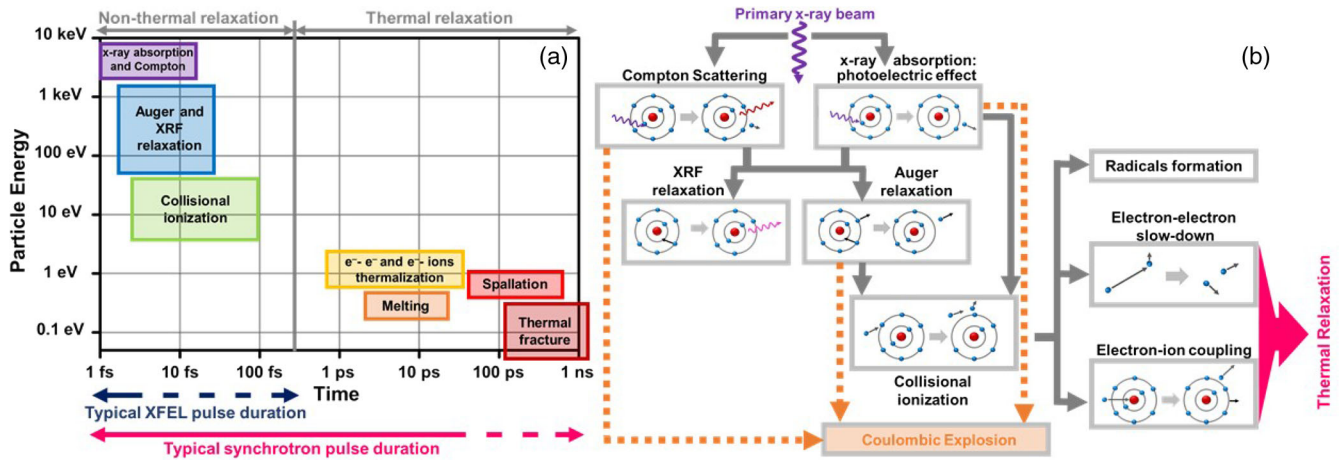 Non-thermal relaxation
Thermal relaxation
(a)
10 keV
1 keV
100 eV
10 eV
1 eV
0.1 eV
Particle Energy
x-ray absorption
and Compton
Auger and
XRF
relaxation
Collisional
ionization
e⁻- e⁻ and e⁻- ions
thermalization
Melting
Spallation
Thermal
fracture
1 fs
10 fs
100 fs
1 ps
10 ps
100 ps
1 ns
Time
Typical XFEL pulse duration
Typical synchrotron pulse duration
Primary x-ray beam
(b)
Compton Scattering
x-ray absorption:
photoelectric effect
XRF
relaxation
Auger
relaxation
Collisional
ionization
Coulombic Explosion
Radicals formation
Electron-electron
slow-down
Electron-ion coupling
Thermal Relaxation